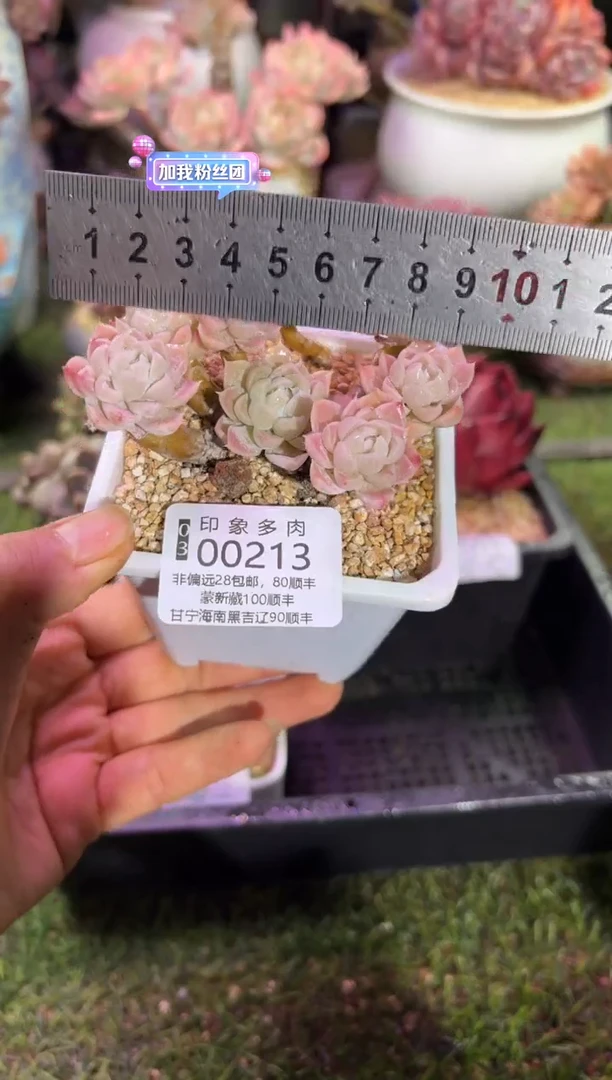 加我粉丝团
1 2 3 4 5 6 7 8 9 10 1 2
印象多肉
03 00213
非偏远28包邮，80顺丰
蒙新藏100顺丰
甘宁海南黑吉辽90顺丰